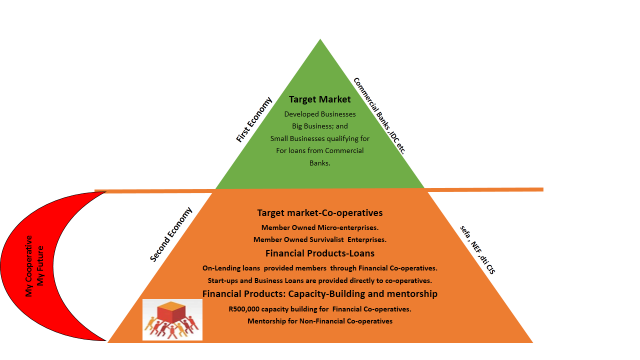 Target Market
Developed Businesses
Big Business; and
Small Businesses qualifying for
For loans from Commercial
Banks.
First Economy
Commercial Banks ,IDC etc.
Target market-Co-operatives
Member Owned Micro-enterprises.
Member Owned Survivalist Enterprises.
Financial Products-Loans
On-Lending loans provided members through Financial Co-operatives.
Start-ups and Business Loans are provided directly to co-operatives.
Financial Products: Capacity-Building and mentorship
R500,000 capacity building for Financial Co-operatives.
Mentorship for Non-Financial Co-operatives
Second Economy
sefa , NEF ,dti CIS
My Cooperative
My Future